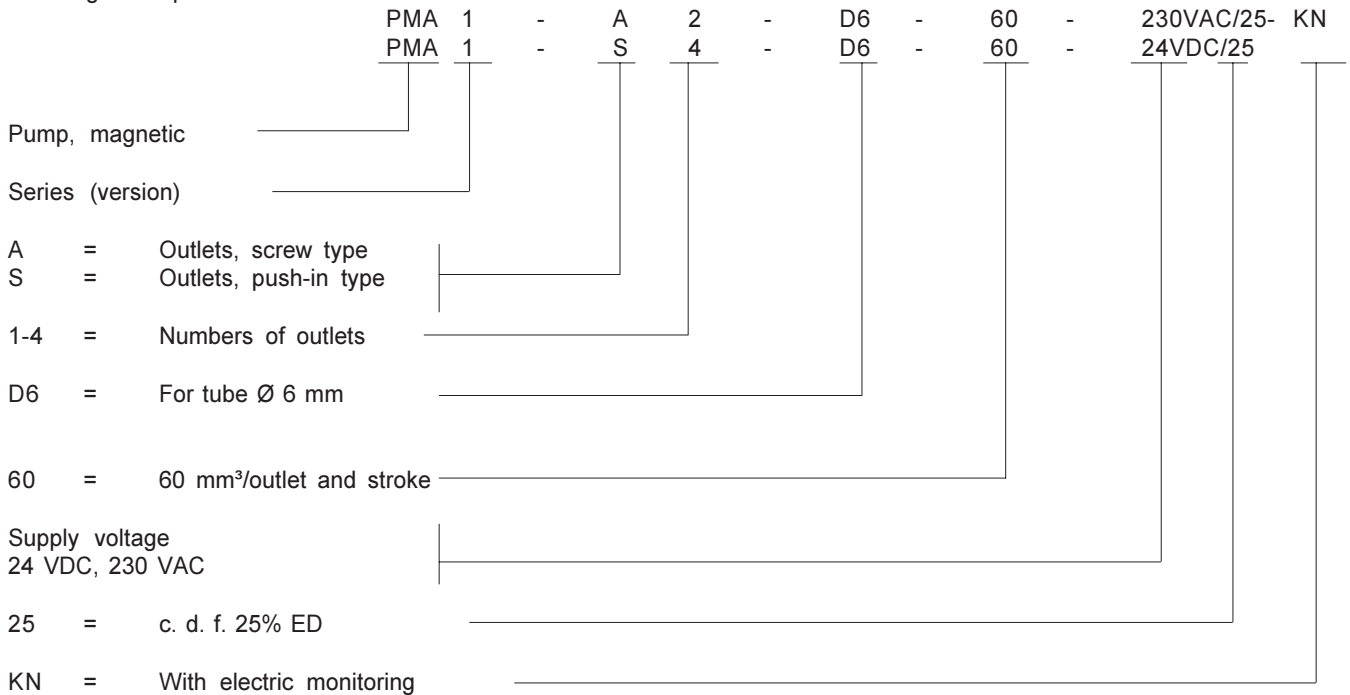 PMA 1 - A 2 - D6 - 60 - 230VAC/25- KN
PMA 1 - S 4 - D6 - 60 - 24VDC/25
Pump, magnetic
Series (version)
A = Outlets, screw type
S = Outlets, push-in type
1-4 = Numbers of outlets
D6 = For tube Ø 6 mm
60 = 60 mm³/outlet and stroke
Supply voltage
24 VDC, 230 VAC
25 = c. d. f. 25% ED
KN = With electric monitoring